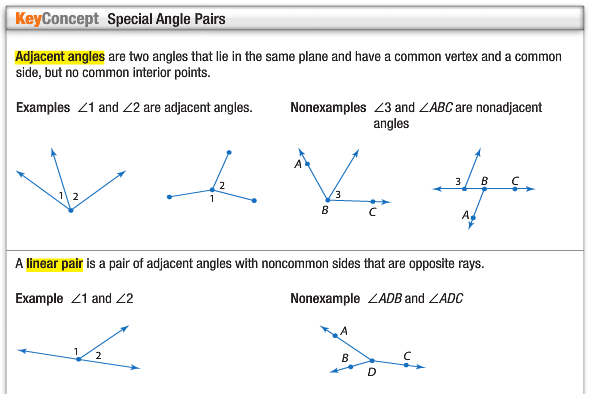 KeyConcept Special Angle Pairs
Adjacent angles are two angles that lie in the same plane and have a common vertex and a common
side, but no common interior points.
Examples ∠1 and ∠2 are adjacent angles.
1 2
2
1
Nonexamples ∠3 and ∠ABC are nonadjacent
angles
A
3
B C
3 B C
A
A linear pair is a pair of adjacent angles with noncommon sides that are opposite rays.
Example ∠1 and ∠2
1 2
Nonexample ∠ADB and ∠ADC
A
B C
D